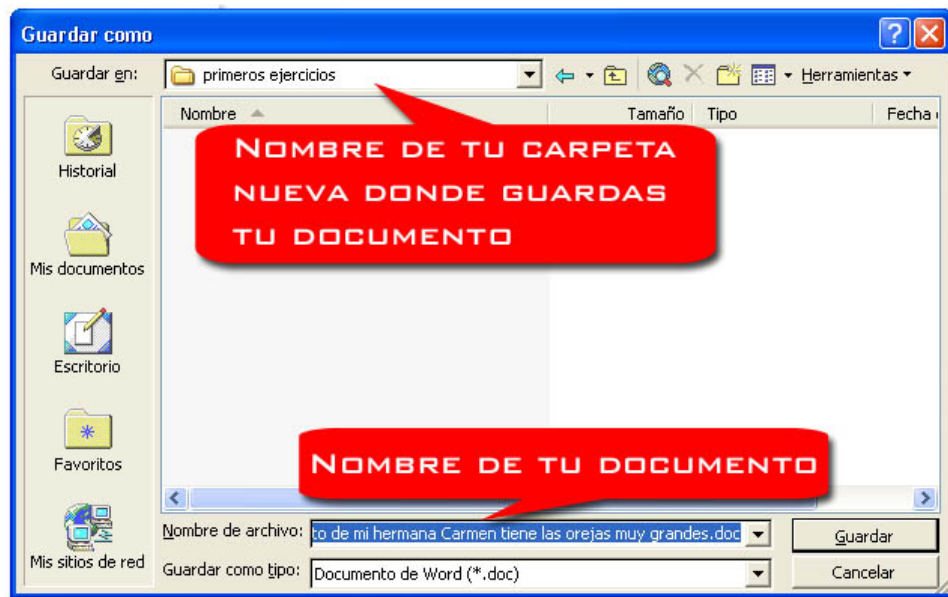 Guardar como
Guardar en:
primeros ejercicios
Herramientas
Nombre
Tamaño
Tipo
Fecha
NOMBRE DE TU CARPETA
NUEVA DONDE GUARDAS
TU DOCUMENTO
Historial
Mis documentos
Escritorio
Favoritos
Mis sitios de red
NOMBRE DE TU DOCUMENTO
Nombre de archivo:
to de mi hermana Carmen tiene las orejas muy grandes.doc
Guardar
Guardar como tipo:
Documento de Word (*.doc)
Cancelar